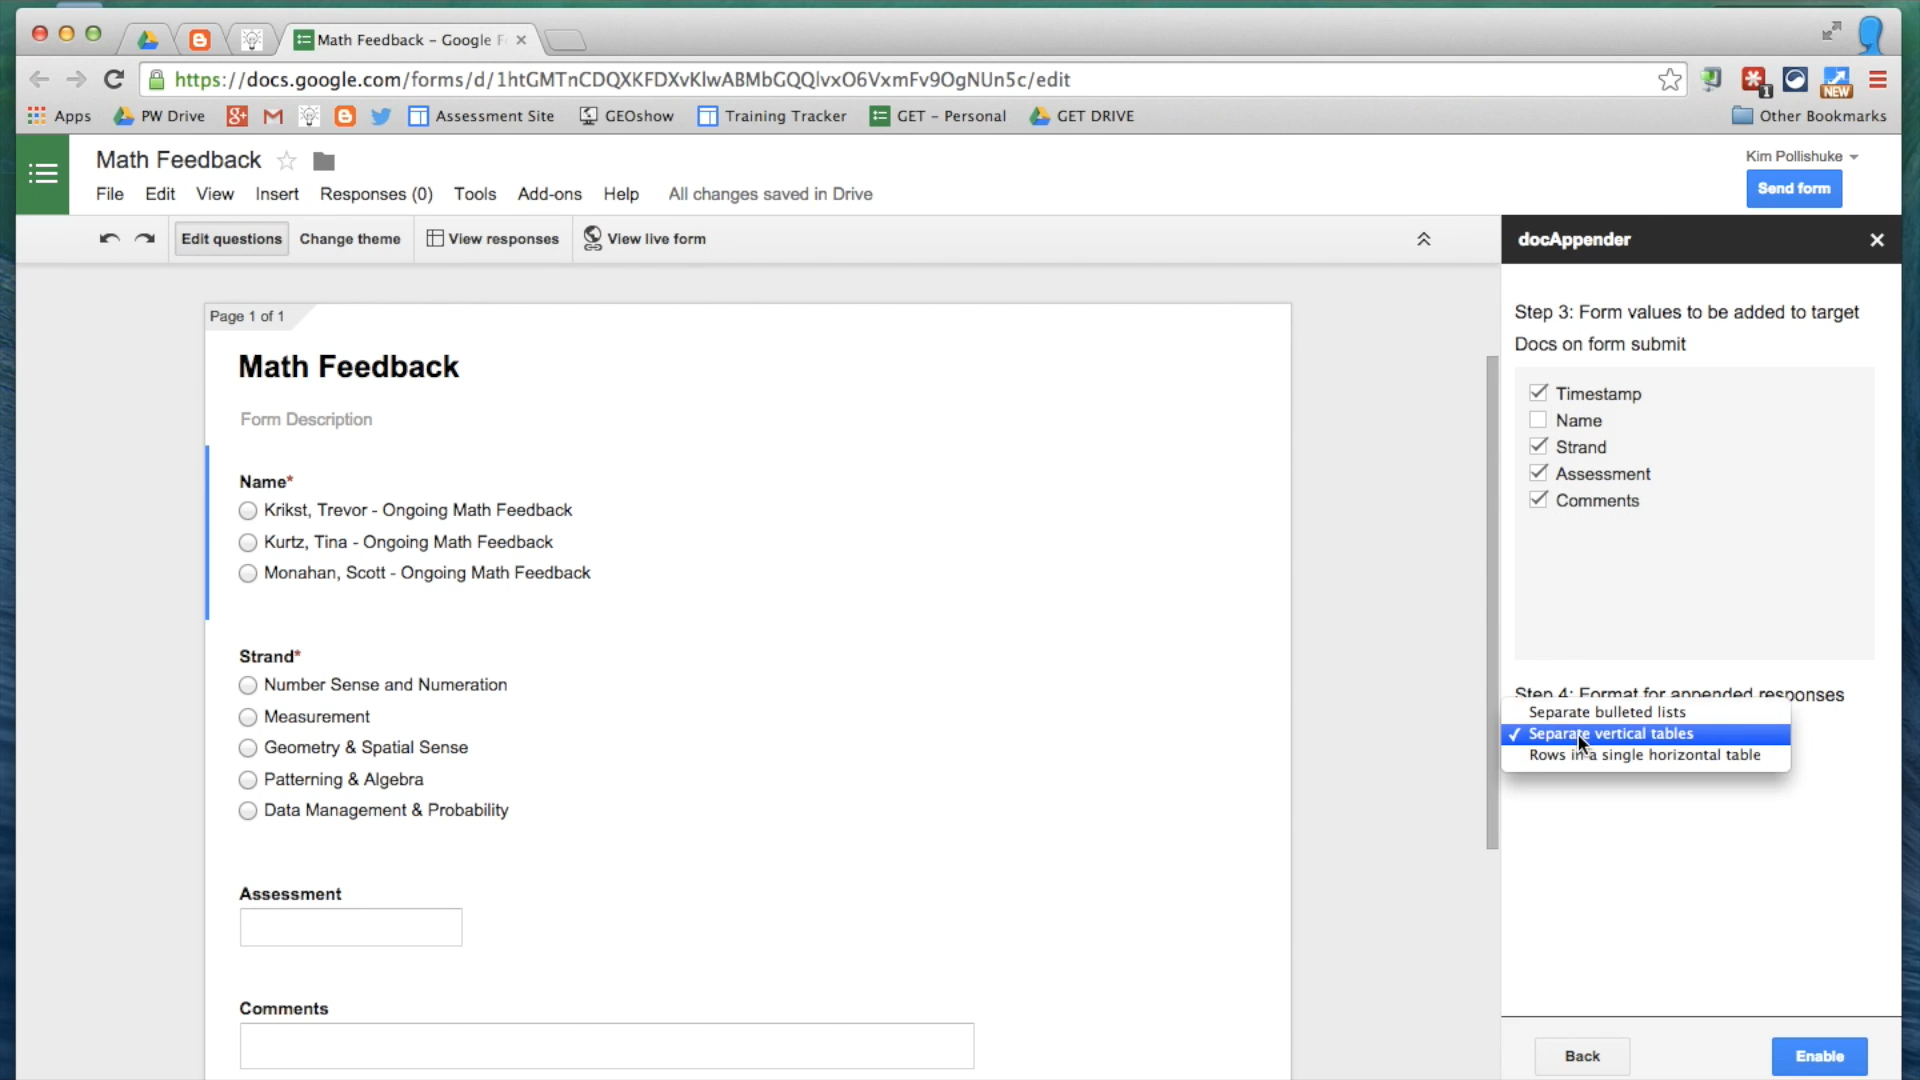 Math Feedback - Google F
https://docs.google.com/forms/d/1htGMTnCDQXKFDXvKlwABMbGQQlvxO6VxmFv9OgNUn5c/edit
1
NEW
Apps PW Drive Assessment Site GEOshow Training Tracker GET - Personal GET DRIVE Other Bookmarks
Math Feedback
Kim Pollishuke
File Edit View Insert Responses (0) Tools Add-ons Help All changes saved in Drive
Send form
Edit questions Change theme View responses View live form
docAppender
Page 1 of 1
Math Feedback
Form Description
Name*
Krikst, Trevor - Ongoing Math Feedback
Kurtz, Tina - Ongoing Math Feedback
Monahan, Scott - Ongoing Math Feedback
Strand*
Number Sense and Numeration
Measurement
Geometry & Spatial Sense
Patterning & Algebra
Data Management & Probability
Assessment
Comments
Step 3: Form values to be added to target
Docs on form submit
Timestamp
Name
Strand
Assessment
Comments
Step 4: Format for appended responses
Separate bulleted lists
Separate vertical tables
Rows in a single horizontal table
Back Enable